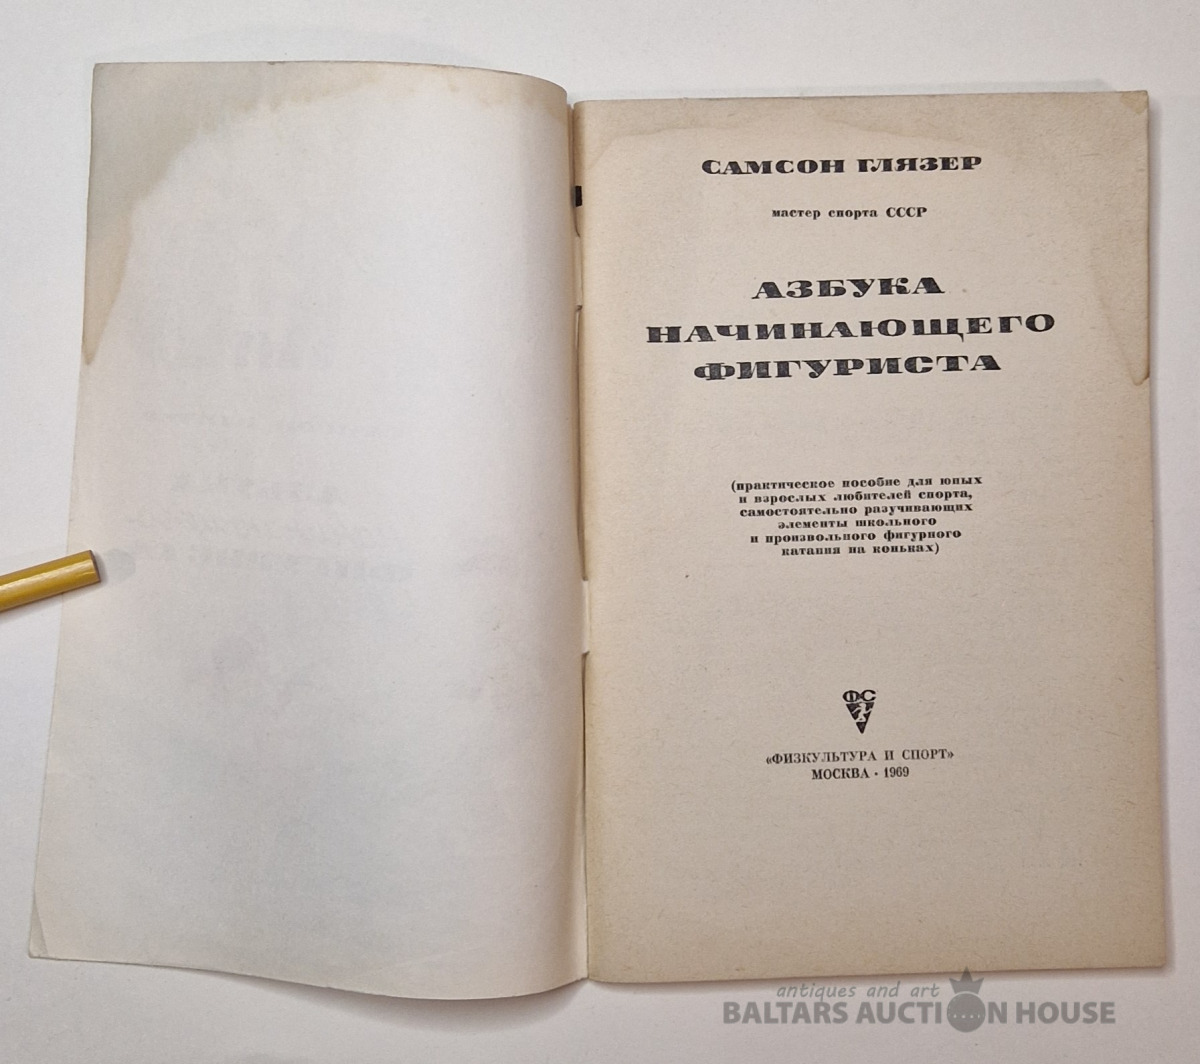 САМСОН ГЛЯЗЕР
мастер спорта СССР
АЗБУКА
НАЧИНАЮЩЕГО
ФИГУРИСТА
(практическое пособие для юных
и взрослых любителей спорта,
самостоятельно разучивающих
элементы школьного
и произвольного фигурного
катания на коньках)
ФС
«ФИЗКУЛЬТУРА И СПОРТ»
МОСКВА · 1969
antiques and art
BALTARS AUCTION HOUSE